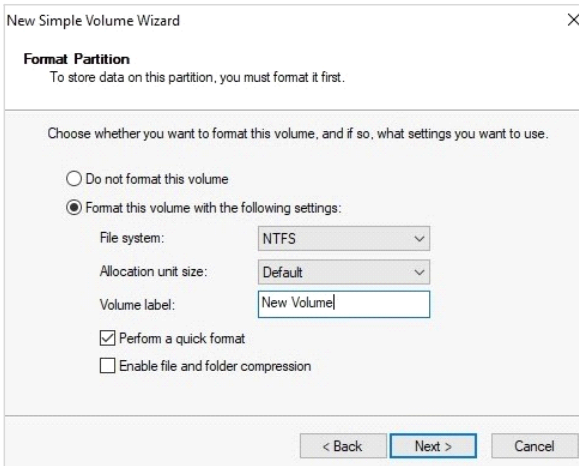 New Simple Volume Wizard
Format Partition
To store data on this partition, you must format it first.
Choose whether you want to format this volume, and if so, what settings you want to use.
Do not format this volume
Format this volume with the following settings:
File system: NTFS
Allocation unit size: Default
Volume label: New Volume
Perform a quick format
Enable file and folder compression
< Back Next > Cancel